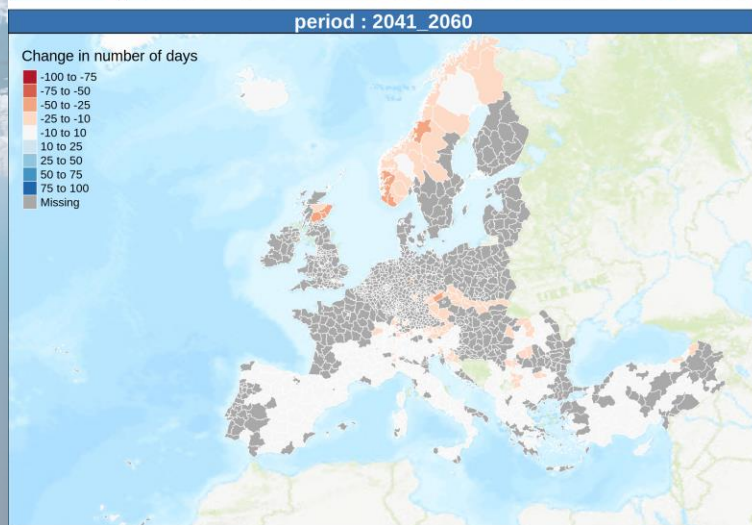 period : 2041_2060
Change in number of days
-100 to -75
-75 to -50
-50 to -25
-25 to -10
-10 to 10
10 to 25
25 to 50
50 to 75
75 to 100
Missing